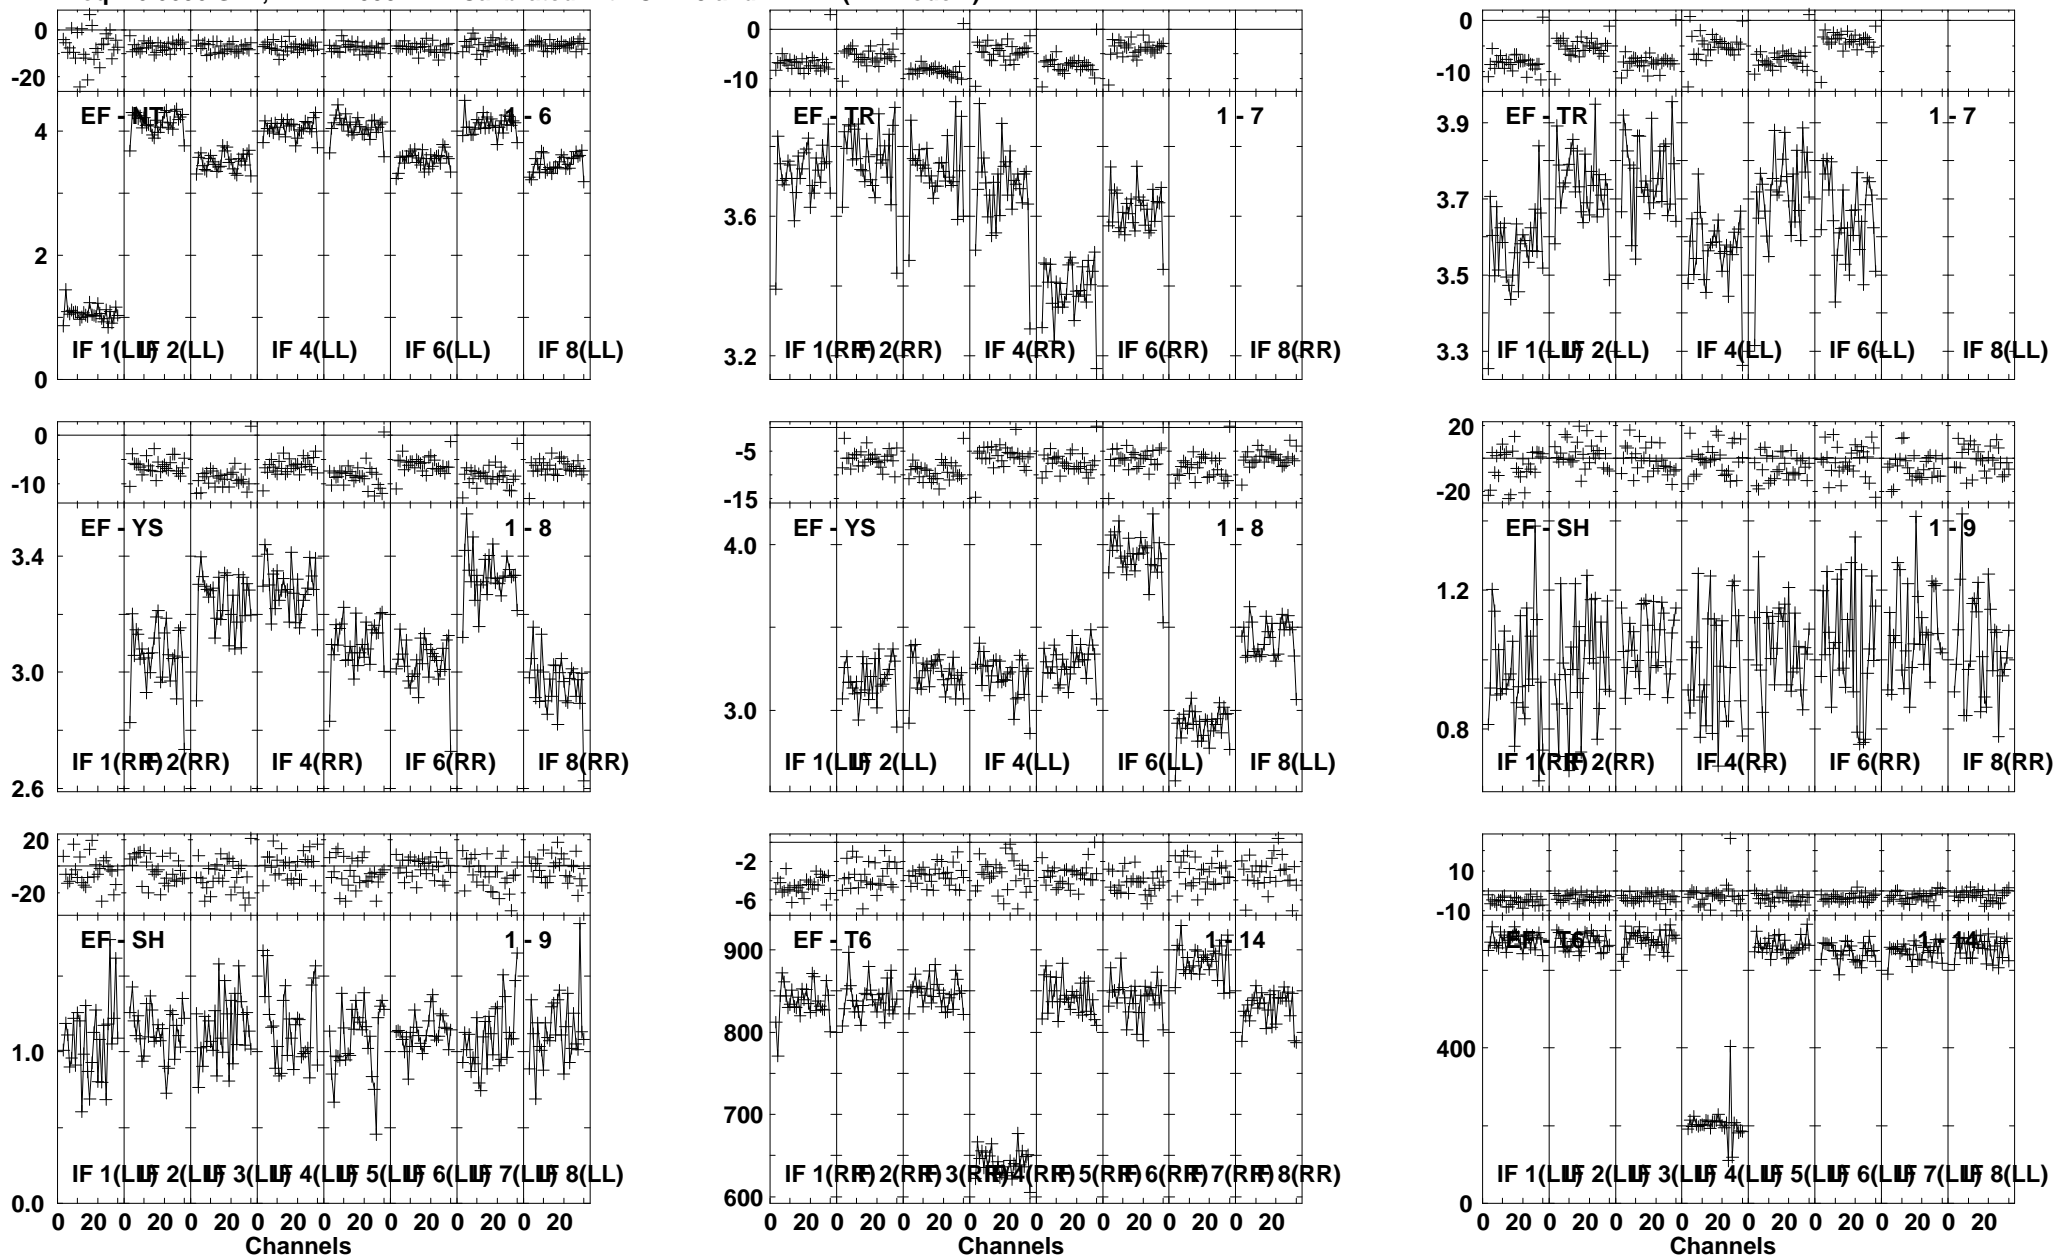 0
-20
EF - NT
6
4
2
0
IF 1(LL)
IF 2(LL)
IF 4(LL)
IF 6(LL)
IF 8(LL)
0
-10
EF - TR
1 - 7
3.6
3.2
IF 1(RR)
IF 2(RR)
IF 4(RR)
IF 6(RR)
IF 8(RR)
0
-10
EF - TR
1 - 7
3.9
3.7
3.5
3.3
IF 1(LL)
IF 2(LL)
IF 4(LL)
IF 6(LL)
IF 8(LL)
0
-10
EF - YS
1 - 8
3.4
3.0
2.6
IF 1(RR)
IF 2(RR)
IF 4(RR)
IF 6(RR)
IF 8(RR)
-5
-15
EF - YS
1 - 8
4.0
3.0
IF 1(LL)
IF 2(LL)
IF 4(LL)
IF 6(LL)
IF 8(LL)
20
-20
EF - SH
1 - 9
1.2
0.8
IF 1(RR)
IF 2(RR)
IF 4(RR)
IF 6(RR)
IF 8(RR)
20
0
-20
EF - SH
1 - 9
1.0
0.0
IF 1(LL)
IF 2(LL)
IF 3(LL)
IF 4(LL)
IF 5(LL)
IF 6(LL)
IF 7(LL)
IF 8(LL)
0 20 0 20 0 20 0 20 0 20 0 20 0 20 0 20
Channels
-2
-6
EF - T6
1 - 14
900
800
700
600
IF 1(RR)
IF 2(RR)
IF 3(RR)
IF 4(RR)
IF 5(RR)
IF 6(RR)
IF 7(RR)
IF 8(RR)
0 20 0 20 0 20 0 20 0 20 0 20 0 20 0 20
Channels
10
-10
EF - T6
1 - 14
400
0
IF 1(LL)
IF 2(LL)
IF 3(LL)
IF 4(LL)
IF 5(LL)
IF 6(LL)
IF 7(LL)
IF 8(LL)
0 20 0 20 0 20 0 20 0 20 0 20 0 20 0 20
Channels